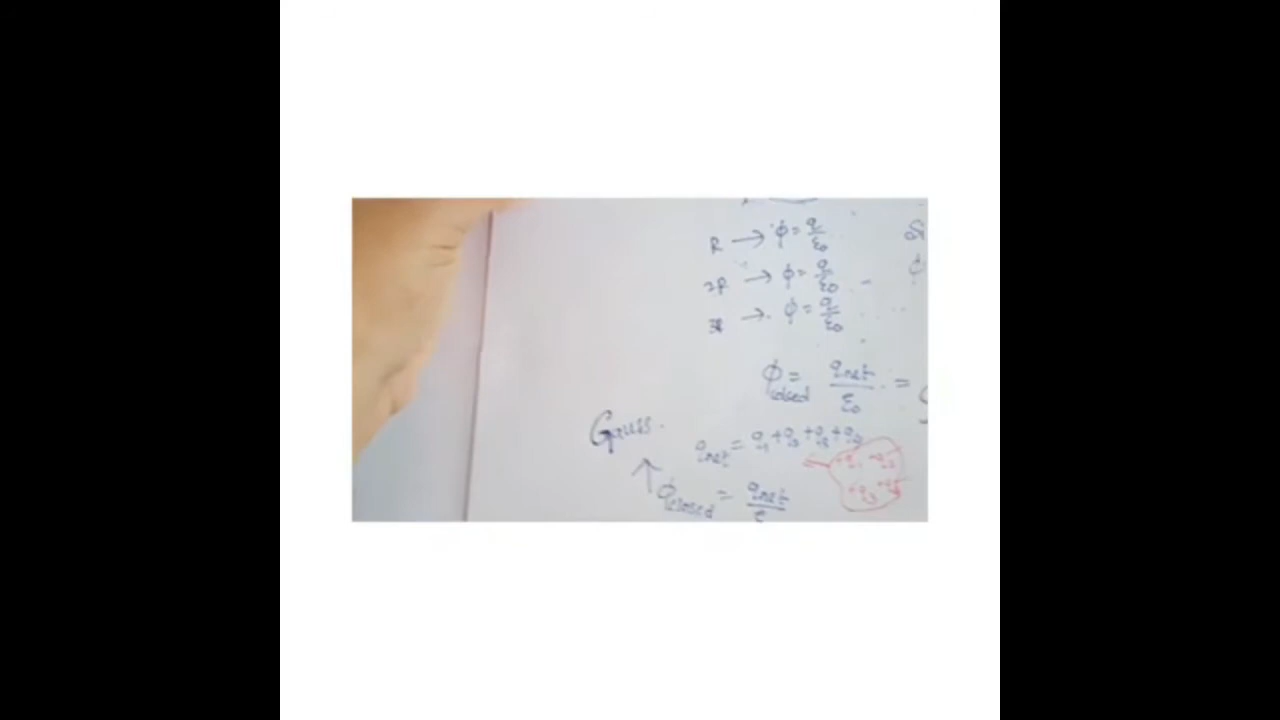 R → ϕ = q/ε₀
2R → ϕ = q/ε₀
3R → ϕ = q/ε₀
ϕclosed = qnet/ε₀ =
Gauss.
qnet = q₁ + q₂ + q₃ + q₄
ϕclosed = qnet/ε